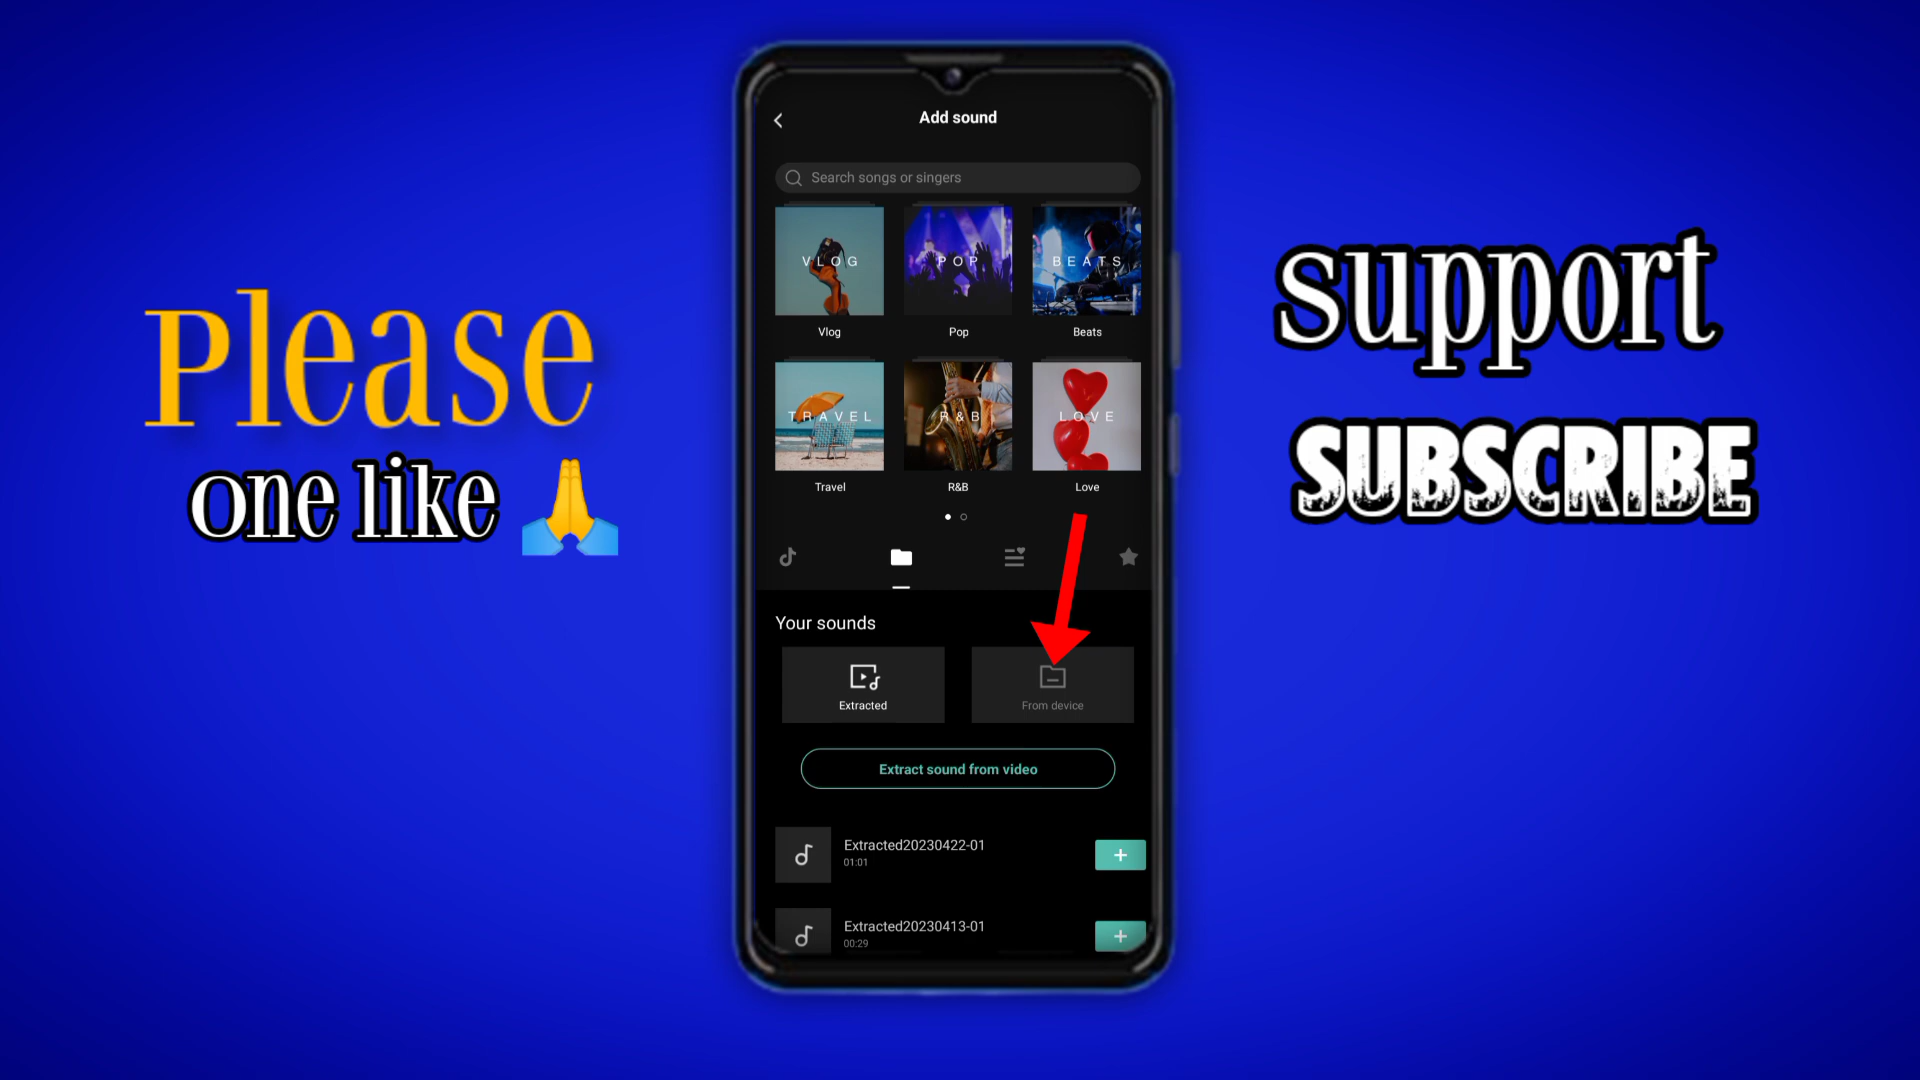 Please
one like 🙏
Add sound
Search songs or singers
VLOG POP BEATS
Vlog Pop Beats
TRAVEL R&B LOVE
Travel R&B Love
Your sounds
Extracted From device
Extract sound from video
Extracted20230422-01
01:01
Extracted20230413-01
00:29
support
SUBSCRIBE